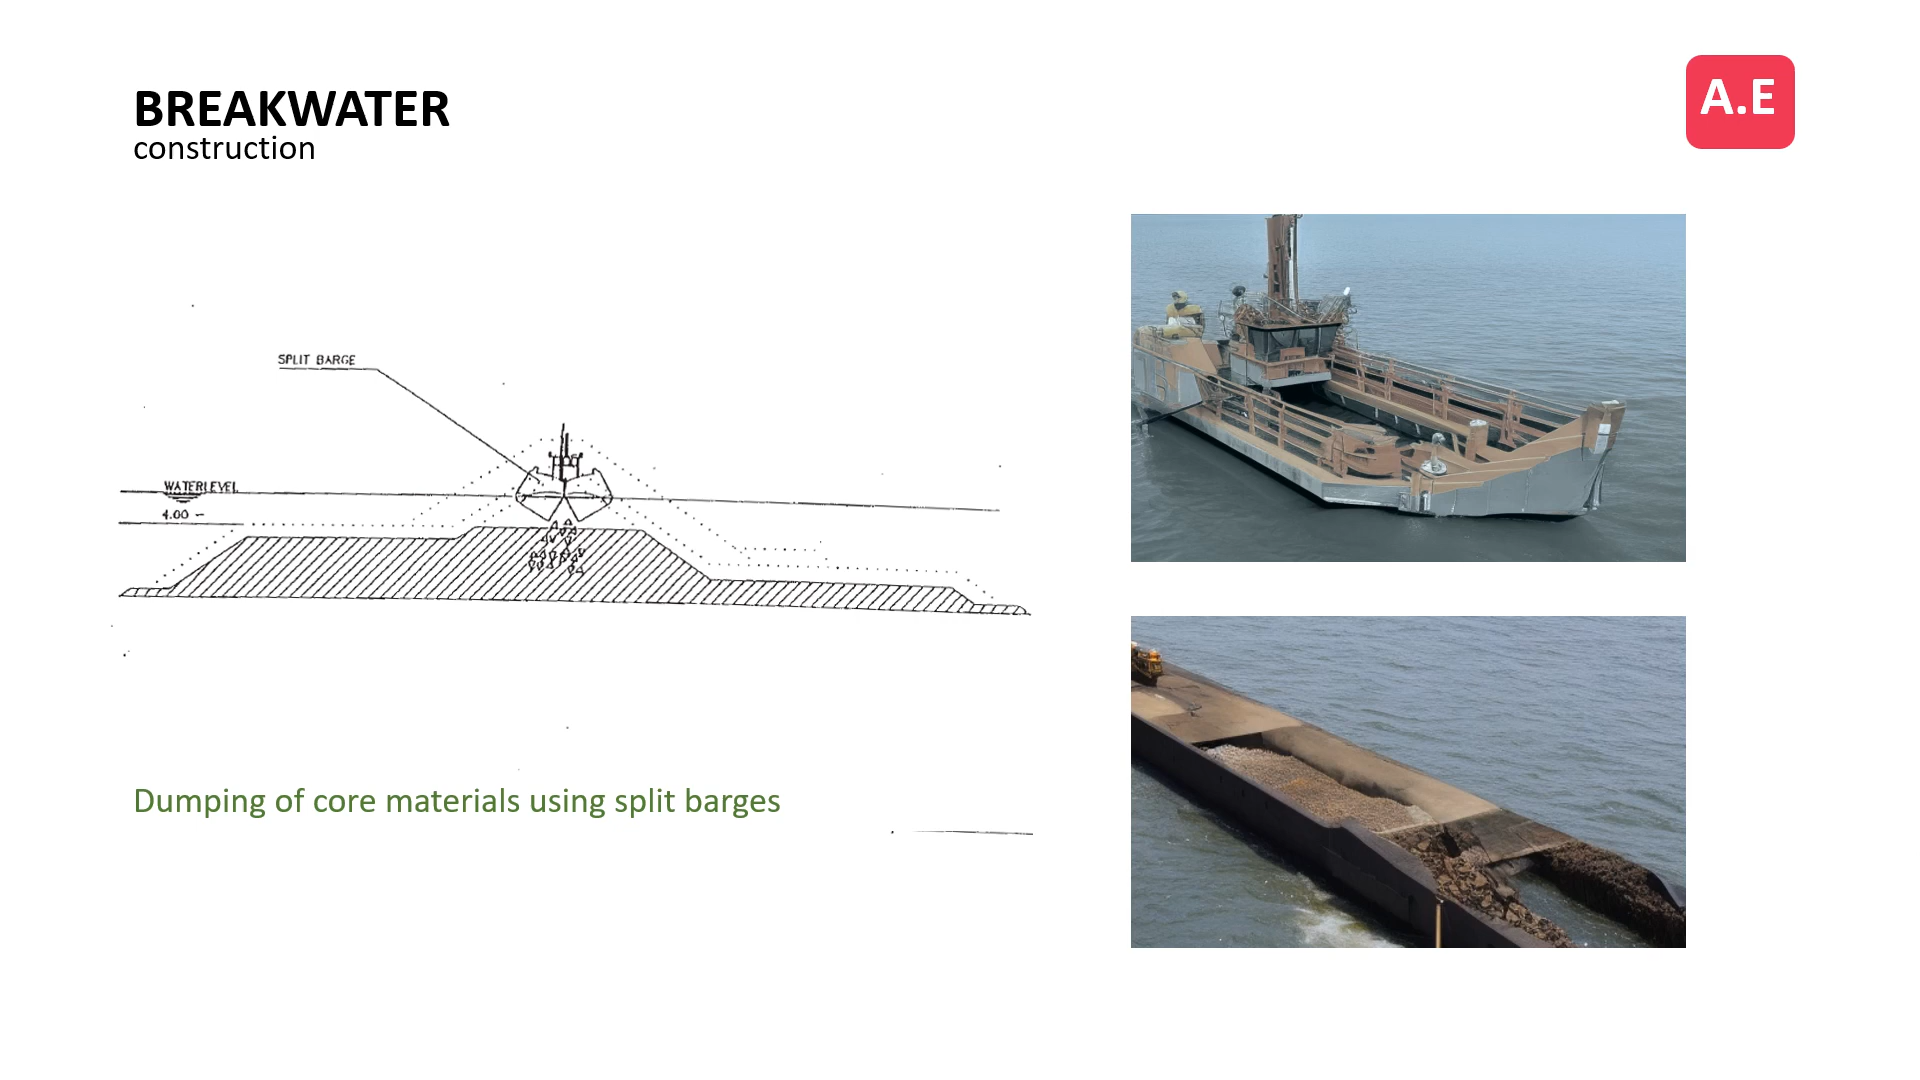 BREAKWATER
construction
A.E
SPLIT BARGE
WATERLEVEL
4.00 –
Dumping of core materials using split barges